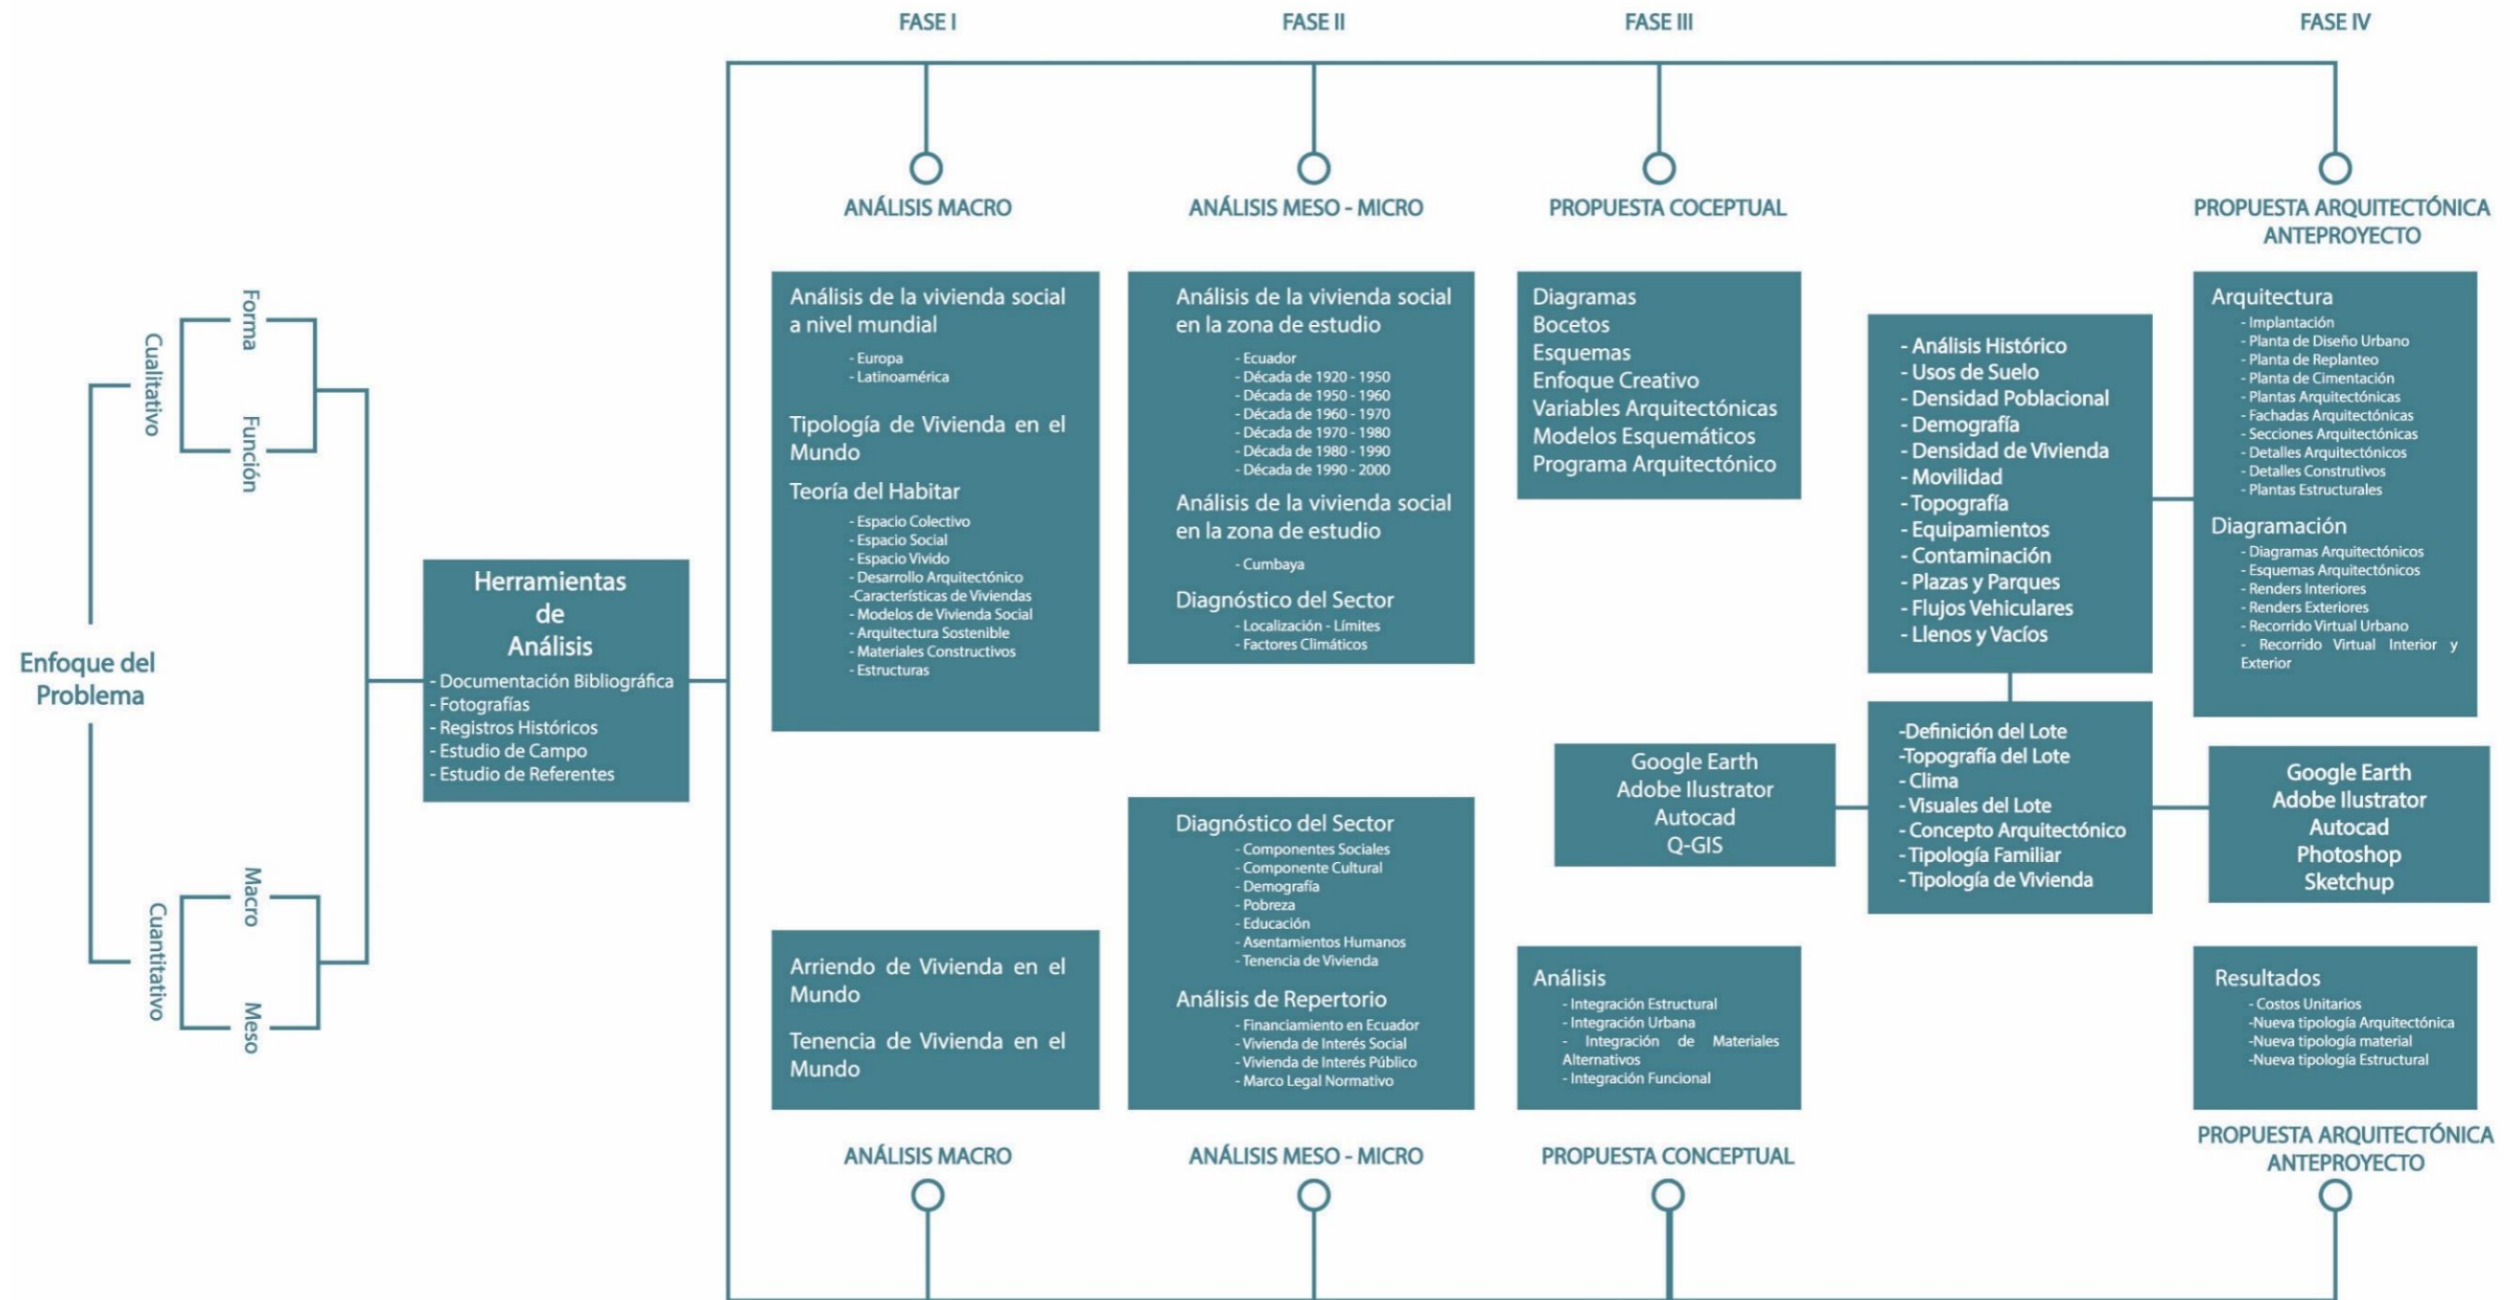 FASE I
FASE II
FASE III
FASE IV
ANÁLISIS MACRO
ANÁLISIS MESO - MICRO
PROPUESTA COCEPTUAL
PROPUESTA ARQUITECTÓNICA
ANTEPROYECTO
Enfoque del
Problema
Cualitativo
Forma
Función
Cuantitativo
Macro
Meso
Herramientas
de
Análisis
- Documentación Bibliográfica
- Fotografías
- Registros Históricos
- Estudio de Campo
- Estudio de Referentes
Análisis de la vivienda social
a nivel mundial
- Europa
- Latinoamérica
Tipología de Vivienda en el
Mundo
Teoría del Habitar
- Espacio Colectivo
- Espacio Social
- Espacio Vivido
- Desarrollo Arquitectónico
-Características de Viviendas
- Modelos de Vivienda Social
- Arquitectura Sostenible
- Materiales Constructivos
- Estructuras
Arriendo de Vivienda en el
Mundo
Tenencia de Vivienda en el
Mundo
Análisis de la vivienda social
en la zona de estudio
- Ecuador
- Década de 1920 - 1950
- Década de 1950 - 1960
- Década de 1960 - 1970
- Década de 1970 - 1980
- Década de 1980 - 1990
- Década de 1990 - 2000
Análisis de la vivienda social
en la zona de estudio
- Cumbaya
Diagnóstico del Sector
- Localización - Límites
- Factores Climáticos
Diagnóstico del Sector
- Componentes Sociales
- Componente Cultural
- Demografía
- Pobreza
- Educación
- Asentamientos Humanos
- Tenencia de Vivienda
Análisis de Repertorio
- Financiamiento en Ecuador
- Vivienda de Interés Social
- Vivienda de Interés Público
- Marco Legal Normativo
Diagramas
Bocetos
Esquemas
Enfoque Creativo
Variables Arquitectónicas
Modelos Esquemáticos
Programa Arquitectónico
Google Earth
Adobe Ilustrator
Autocad
Q-GIS
Análisis
- Integración Estructural
- Integración Urbana
- Integración de Materiales
Alternativos
- Integración Funcional
- Análisis Histórico
- Usos de Suelo
- Densidad Poblacional
- Demografía
- Densidad de Vivienda
- Movilidad
- Topografía
- Equipamientos
- Contaminación
- Plazas y Parques
- Flujos Vehiculares
- Llenos y Vacíos
-Definición del Lote
-Topografía del Lote
- Clima
- Visuales del Lote
- Concepto Arquitectónico
- Tipología Familiar
- Tipología de Vivienda
Arquitectura
- Implantación
- Planta de Diseño Urbano
- Planta de Replanteo
- Planta de Cimentación
- Plantas Arquitectónicas
- Fachadas Arquitectónicas
- Secciones Arquitectónicas
- Detalles Arquitectónicos
- Detalles Construtivos
- Plantas Estructurales
Diagramación
- Diagramas Arquitectónicos
- Esquemas Arquitectónicos
- Renders Interiores
- Renders Exteriores
- Recorrido Virtual Urbano
- Recorrido Virtual Interior y
Exterior
Google Earth
Adobe Ilustrator
Autocad
Photoshop
Sketchup
Resultados
- Costos Unitarios
-Nueva tipología Arquitectónica
-Nueva tipología material
-Nueva tipología Estructural
ANÁLISIS MACRO
ANÁLISIS MESO - MICRO
PROPUESTA CONCEPTUAL
PROPUESTA ARQUITECTÓNICA
ANTEPROYECTO